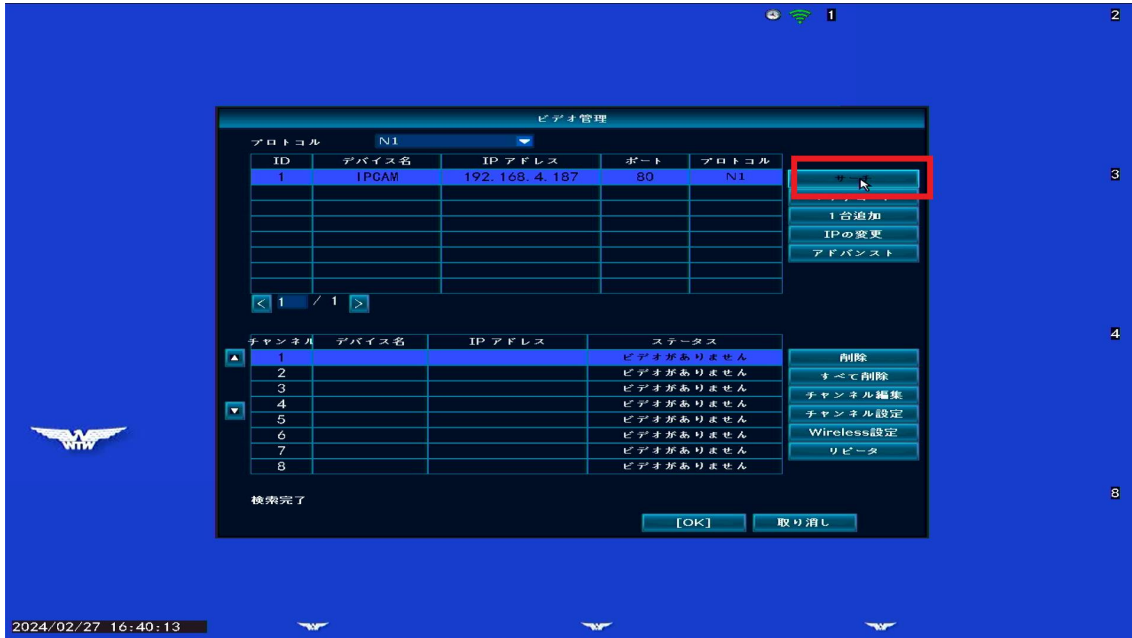 1
2
ビデオ管理
プロトコル N1
ID デバイス名 IP アドレス ポート プロトコル
1 IPCAM 192.168.4.187 80 N1
サーチ
3
1台追加
IPの変更
アドバンスト
< 1 / 1 >
4
チャンネル デバイス名 IP アドレス ステータス
1 ビデオがありません 削除
2 ビデオがありません すべて削除
3 ビデオがありません チャンネル編集
4 ビデオがありません チャンネル設定
5 ビデオがありません
6 ビデオがありません Wireless設定
7 ビデオがありません リピータ
8 ビデオがありません
WTW
検索完了
8
[OK] 取り消し
2024/02/27 16:40:13